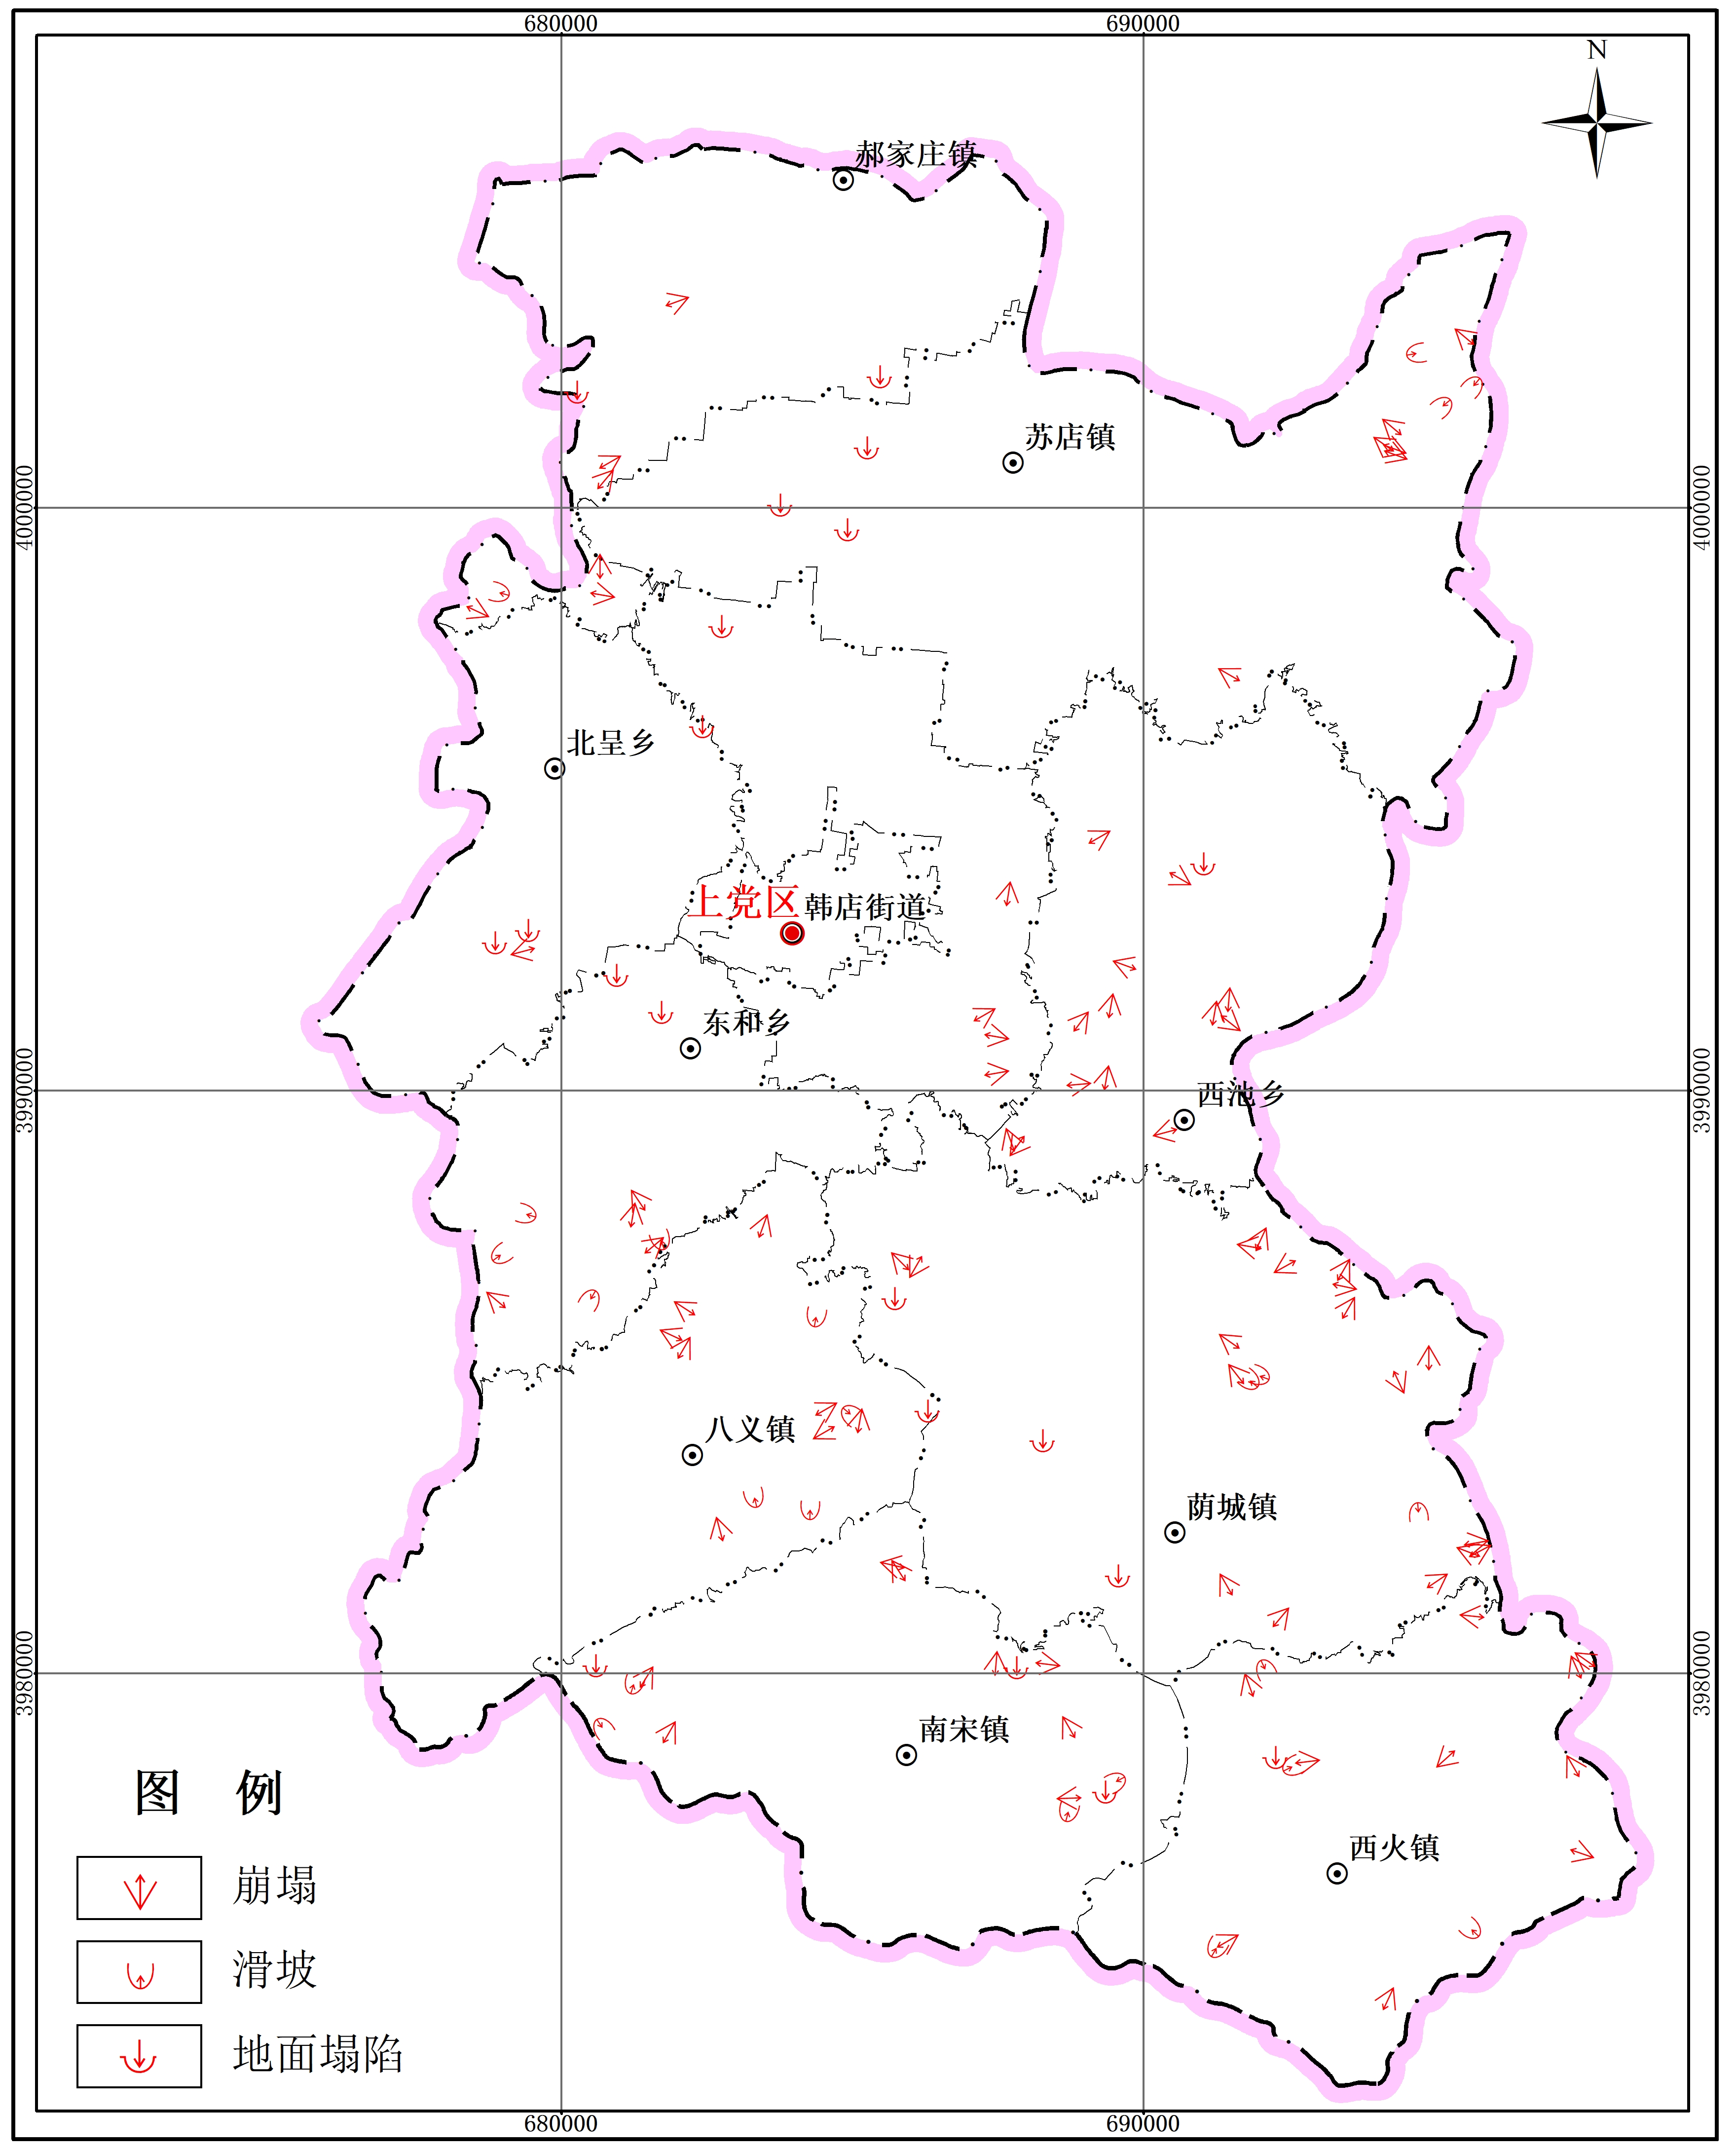 680000 690000
N
郝家庄镇
苏店镇
4000000 4000000
北呈乡
上党区 韩店街道
东和乡
3990000 3990000
西池乡
八义镇
荫城镇
3980000 3980000
南宋镇
图 例
西火镇
崩塌
滑坡
地面塌陷
680000 690000